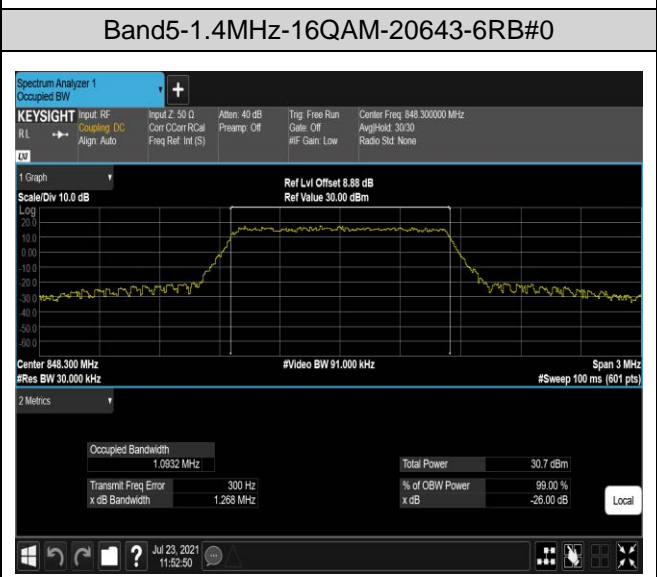 Band5-1.4MHz-16QAM-20643-6RB#0
Spectrum Analyzer 1
Occupied BW
+
KEYSIGHT
RL
Input: RF
Coupling: DC
Align: Auto
Input Z: 50 Ω
Corr CCorr RCal
Freq Ref: Int (S)
Atten: 40 dB
Preamp: Off
Trig: Free Run
Gate: Off
#IF Gain: Low
Center Freq: 848.300000 MHz
Avg|Hold: 30/30
Radio Std: None
1 Graph
Scale/Div 10.0 dB
Ref Lvl Offset 8.88 dB
Ref Value 30.00 dBm
Log
20.0
10.0
0.00
-10.0
-20.0
-30.0
-40.0
-50.0
-60.0
Center 848.300 MHz
#Video BW 91.000 kHz
Span 3 MHz
#Res BW 30.000 kHz
#Sweep 100 ms (601 pts)
2 Metrics
Occupied Bandwidth
1.0932 MHz
Total Power 30.7 dBm
Transmit Freq Error 300 Hz
% of OBW Power 99.00 %
x dB Bandwidth 1.268 MHz
x dB -26.00 dB
Local
?
Jul 23, 2021
11:52:50